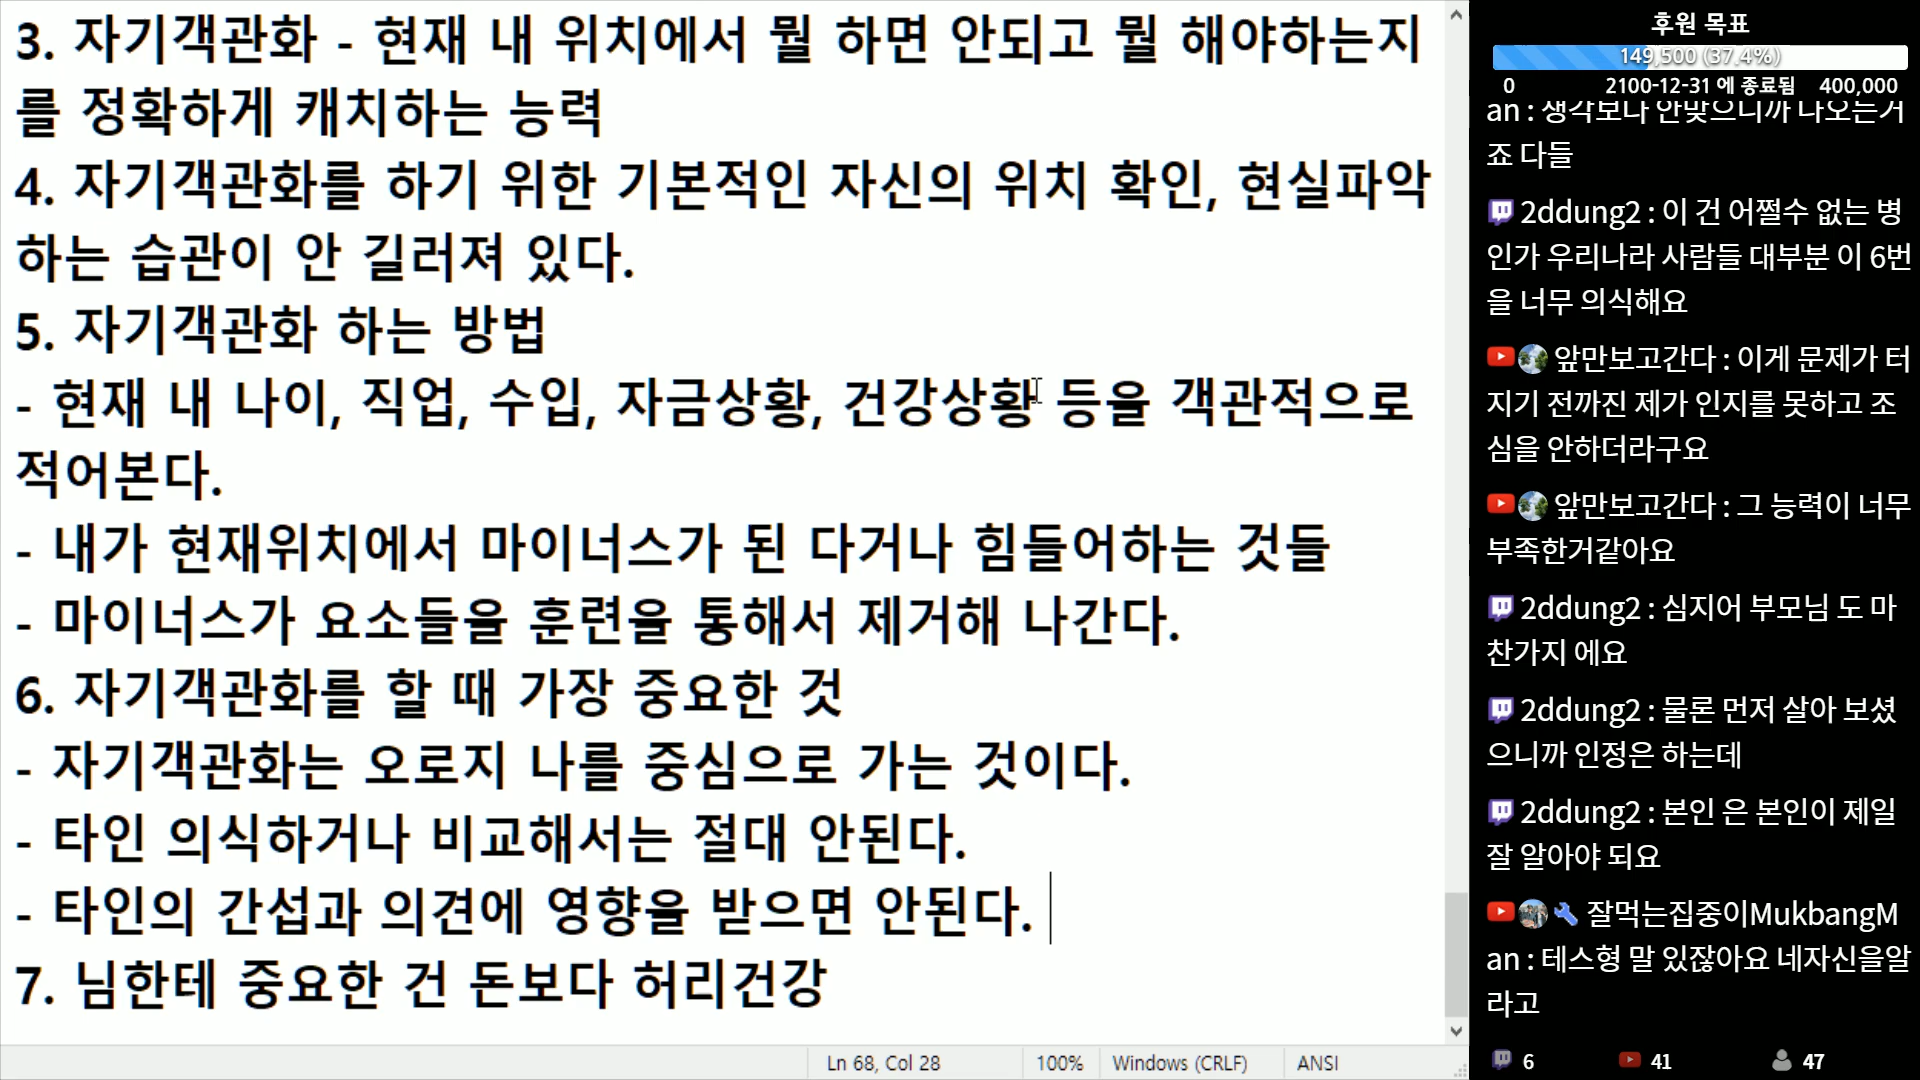 3. 자기객관화 - 현재 내 위치에서 뭘 하면 안되고 뭘 해야하는지
를 정확하게 캐치하는 능력
4. 자기객관화를 하기 위한 기본적인 자신의 위치 확인, 현실파악
하는 습관이 안 길러져 있다.
5. 자기객관화 하는 방법
- 현재 내 나이, 직업, 수입, 자금상황, 건강상황 등을 객관적으로
적어본다.
- 내가 현재위치에서 마이너스가 된 다거나 힘들어하는 것들
- 마이너스가 요소들을 훈련을 통해서 제거해 나간다.
6. 자기객관화를 할 때 가장 중요한 것
- 자기객관화는 오로지 나를 중심으로 가는 것이다.
- 타인 의식하거나 비교해서는 절대 안된다.
- 타인의 간섭과 의견에 영향을 받으면 안된다.
7. 님한테 중요한 건 돈보다 허리건강
Ln 68, Col 28
100%
Windows (CRLF)
ANSI
후원 목표
149,500 (37.4%)
0 2100-12-31 에 종료됨 400,000
an : 생각보다 안맞으니까 나오는거
죠 다들
2ddung2 : 이 건 어쩔수 없는 병
인가 우리나라 사람들 대부분 이 6번
을 너무 의식해요
앞만보고간다 : 이게 문제가 터
지기 전까진 제가 인지를 못하고 조
심을 안하더라구요
앞만보고간다 : 그 능력이 너무
부족한거같아요
2ddung2 : 심지어 부모님 도 마
찬가지 에요
2ddung2 : 물론 먼저 살아 보셨
으니까 인정은 하는데
2ddung2 : 본인 은 본인이 제일
잘 알아야 되요
잘먹는집중이MukbangM
an : 테스형 말 있잖아요 네자신을알
라고
6 41 47